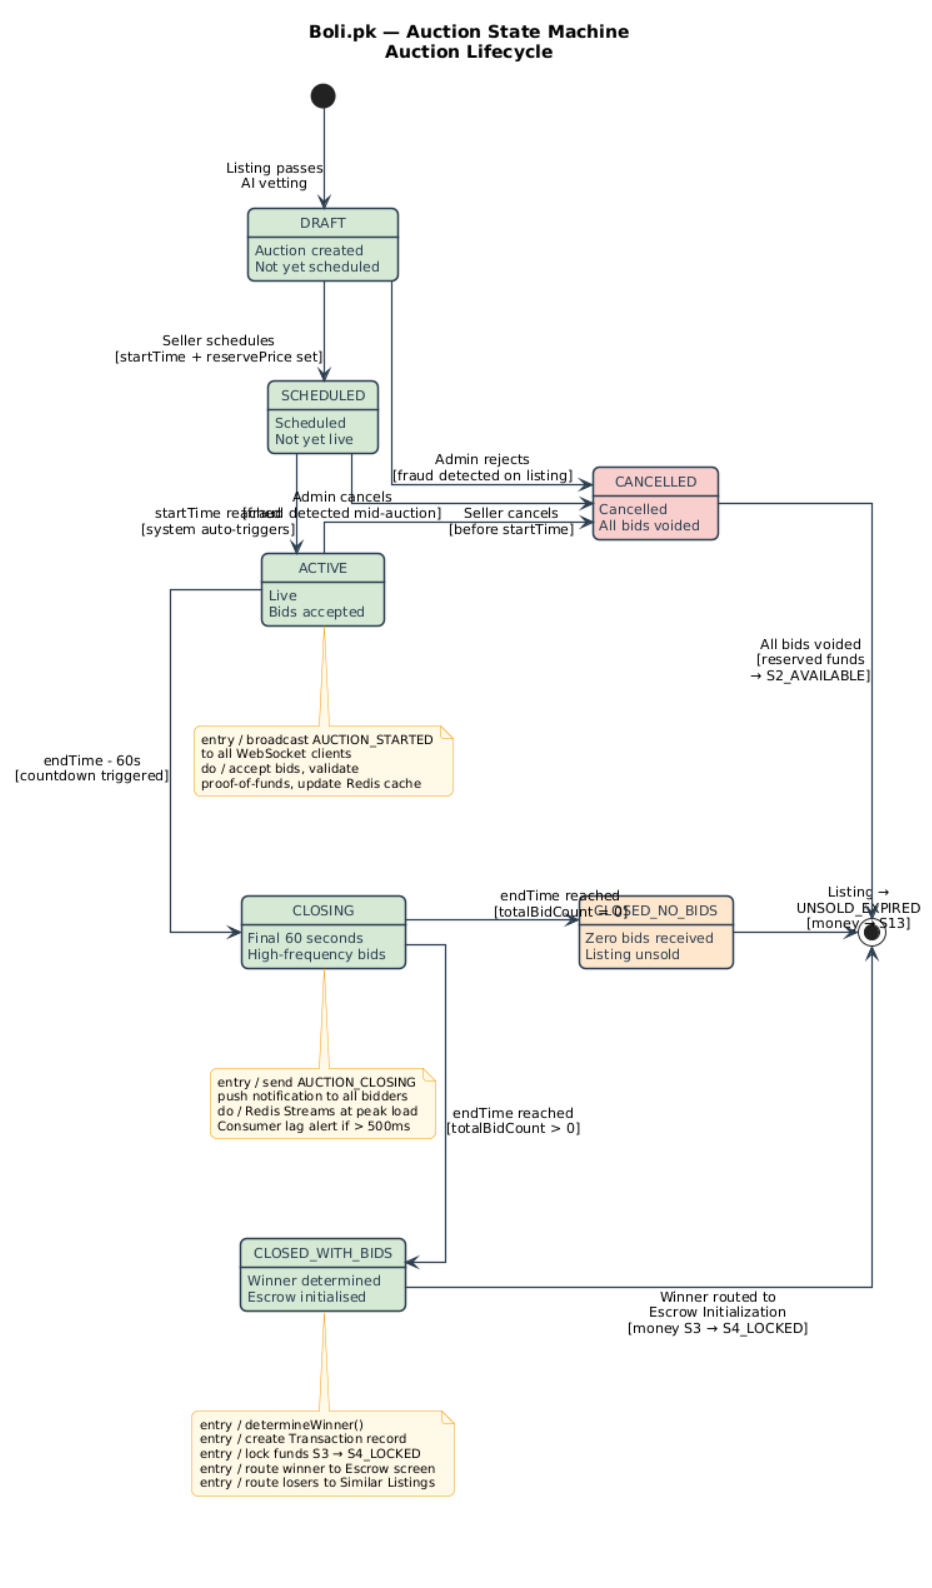 Boli.pk — Auction State Machine
Auction Lifecycle
Listing passes
AI vetting
DRAFT
Auction created
Not yet scheduled
Seller schedules
[startTime + reservePrice set]
SCHEDULED
Scheduled
Not yet live
Admin rejects
[fraud detected on listing]
CANCELLED
Cancelled
All bids voided
Admin cancels
[fraud detected mid-auction]
startTime reached
[system auto-triggers]
Seller cancels
[before startTime]
ACTIVE
Live
Bids accepted
All bids voided
[reserved funds
→ S2_AVAILABLE]
entry / broadcast AUCTION_STARTED
to all WebSocket clients
do / accept bids, validate
proof-of-funds, update Redis cache
endTime - 60s
[countdown triggered]
CLOSING
Final 60 seconds
High-frequency bids
endTime reached
[totalBidCount = 0]
CLOSED_NO_BIDS
Zero bids received
Listing unsold
Listing →
UNSOLD_EXPIRED
[money → S13]
entry / send AUCTION_CLOSING
push notification to all bidders
do / Redis Streams at peak load
Consumer lag alert if > 500ms
endTime reached
[totalBidCount > 0]
CLOSED_WITH_BIDS
Winner determined
Escrow initialised
Winner routed to
Escrow Initialization
[money S3 → S4_LOCKED]
entry / determineWinner()
entry / create Transaction record
entry / lock funds S3 → S4_LOCKED
entry / route winner to Escrow screen
entry / route losers to Similar Listings